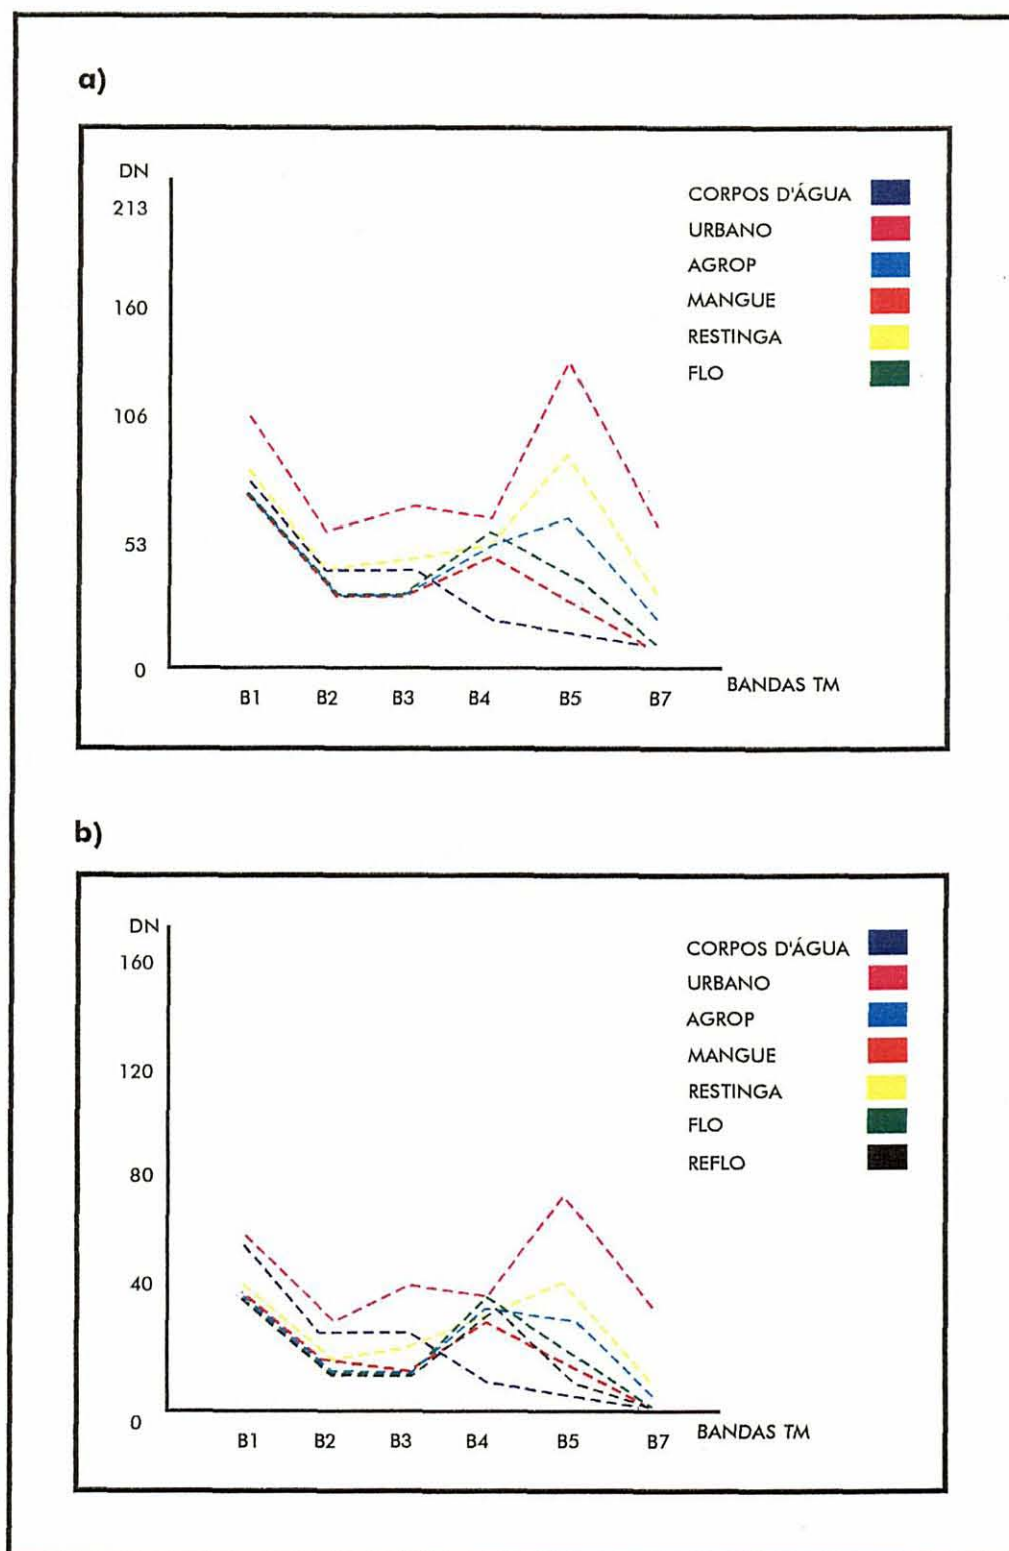 a)
DN
213
160
106
53
0
B1 B2 B3 B4 B5 B7
BANDAS TM
CORPOS D'ÁGUA
URBANO
AGROP
MANGUE
RESTINGA
FLO
b)
DN
160
120
80
40
0
B1 B2 B3 B4 B5 B7
BANDAS TM
CORPOS D'ÁGUA
URBANO
AGROP
MANGUE
RESTINGA
FLO
REFLO